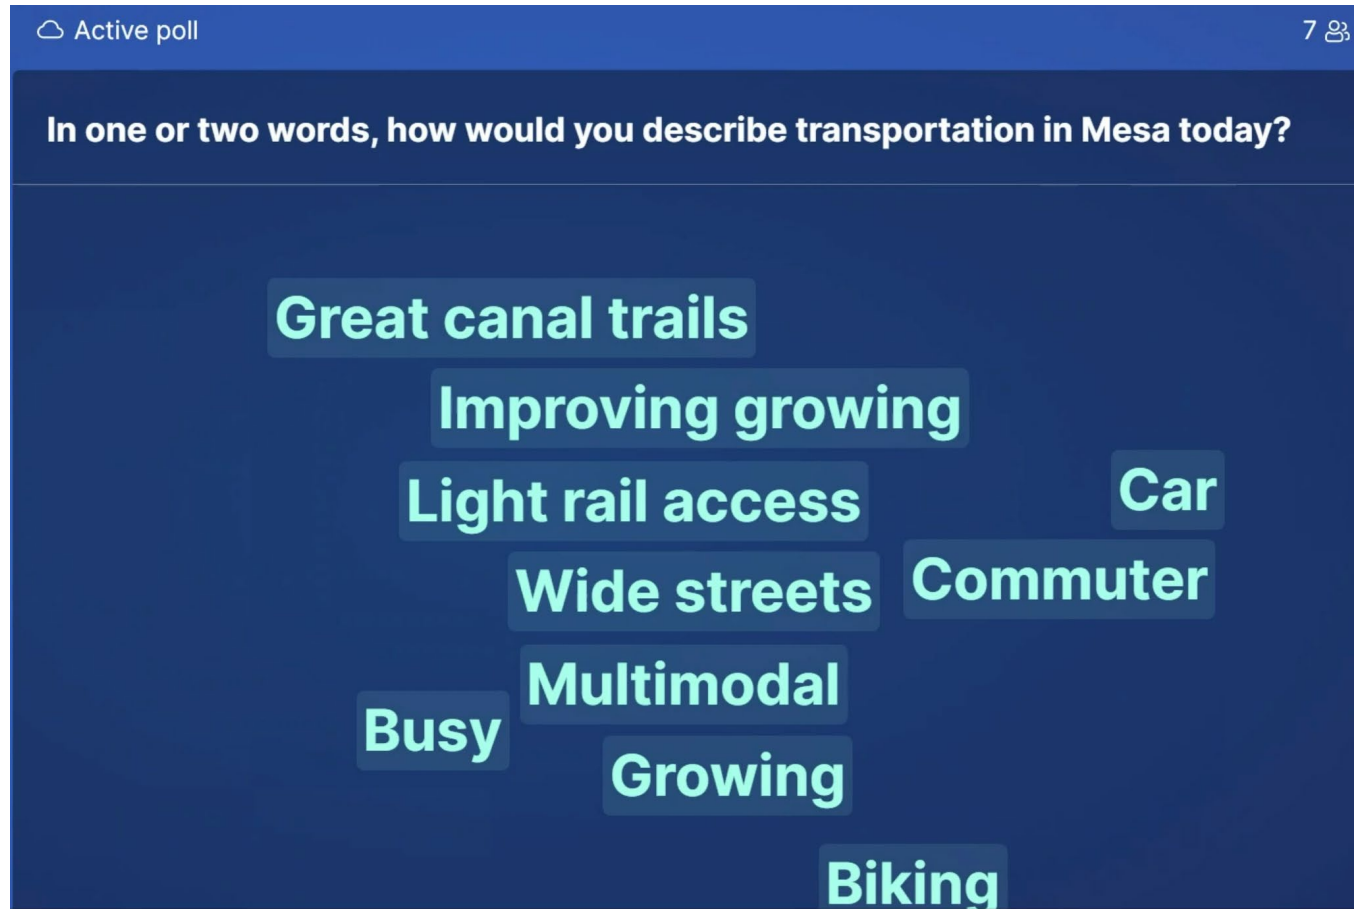 Active poll
7
In one or two words, how would you describe transportation in Mesa today?
Great canal trails
Improving growing
Light rail access
Car
Wide streets
Commuter
Multimodal
Busy
Growing
Biking